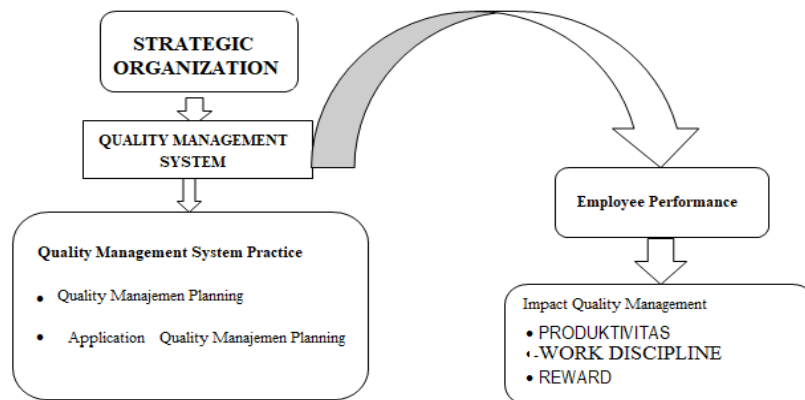 STRATEGIC
ORGANIZATION
QUALITY MANAGEMENT
SYSTEM
Quality Management System Practice
• Quality Manajemen Planning
• Application Quality Manajemen Planning
Employee Performance
Impact Quality Management
• PRODUKTIVITAS
•-WORK DISCIPLINE
• REWARD